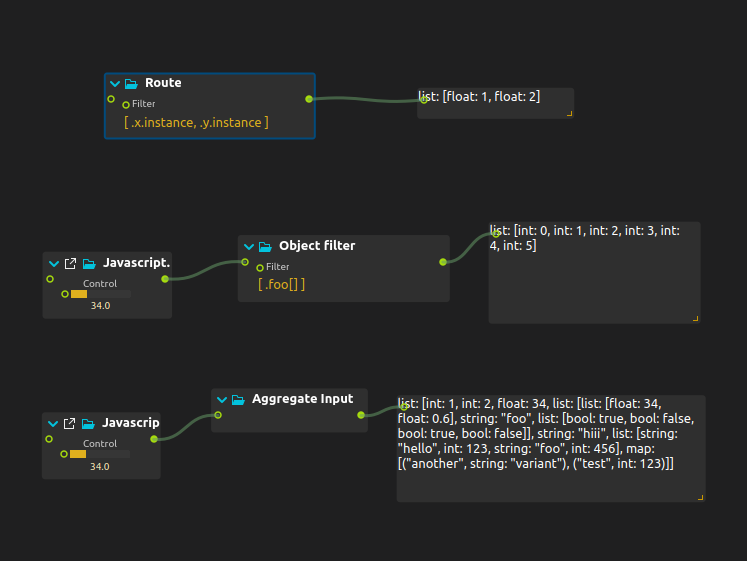 Route
Filter
[ .x.instance, .y.instance ]
list: [float: 1, float: 2]
Javascript.
Control
34.0
Object filter
Filter
[ .foo[] ]
list: [int: 0, int: 1, int: 2, int: 3, int:
4, int: 5]
Javascrip
Control
34.0
Aggregate Input
list: [int: 1, int: 2, float: 34, list: [list: [float: 34,
float: 0.6], string: "foo", list: [bool: true, bool: false,
bool: true, bool: false]], string: "hiii", list: [string:
"hello", int: 123, string: "foo", int: 456], map:
[("another", string: "variant"), ("test", int: 123)]]